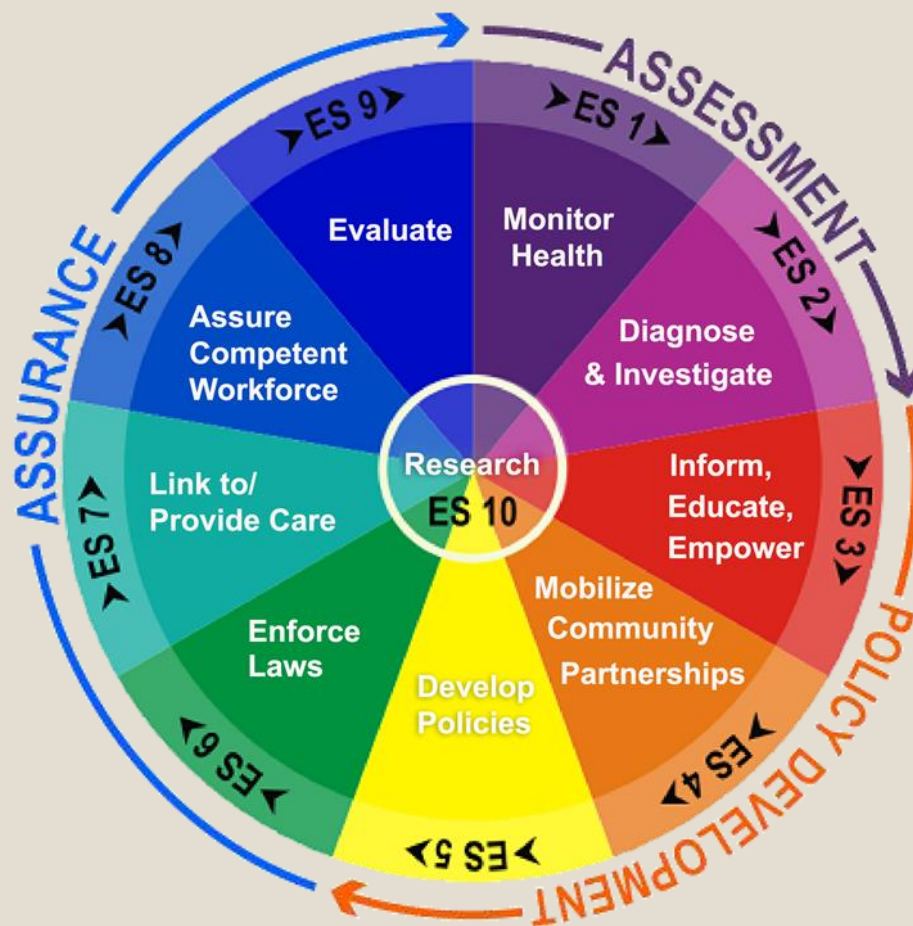 ASSESSMENT
POLICY DEVELOPMENT
ASSURANCE
ES 1
Monitor
Health
ES 2
Diagnose
& Investigate
ES 3
Inform,
Educate,
Empower
ES 4
Mobilize
Community
Partnerships
ES 5
Develop
Policies
ES 6
Enforce
Laws
ES 7
Link to/
Provide Care
ES 8
Assure
Competent
Workforce
ES 9
Evaluate
Research
ES 10